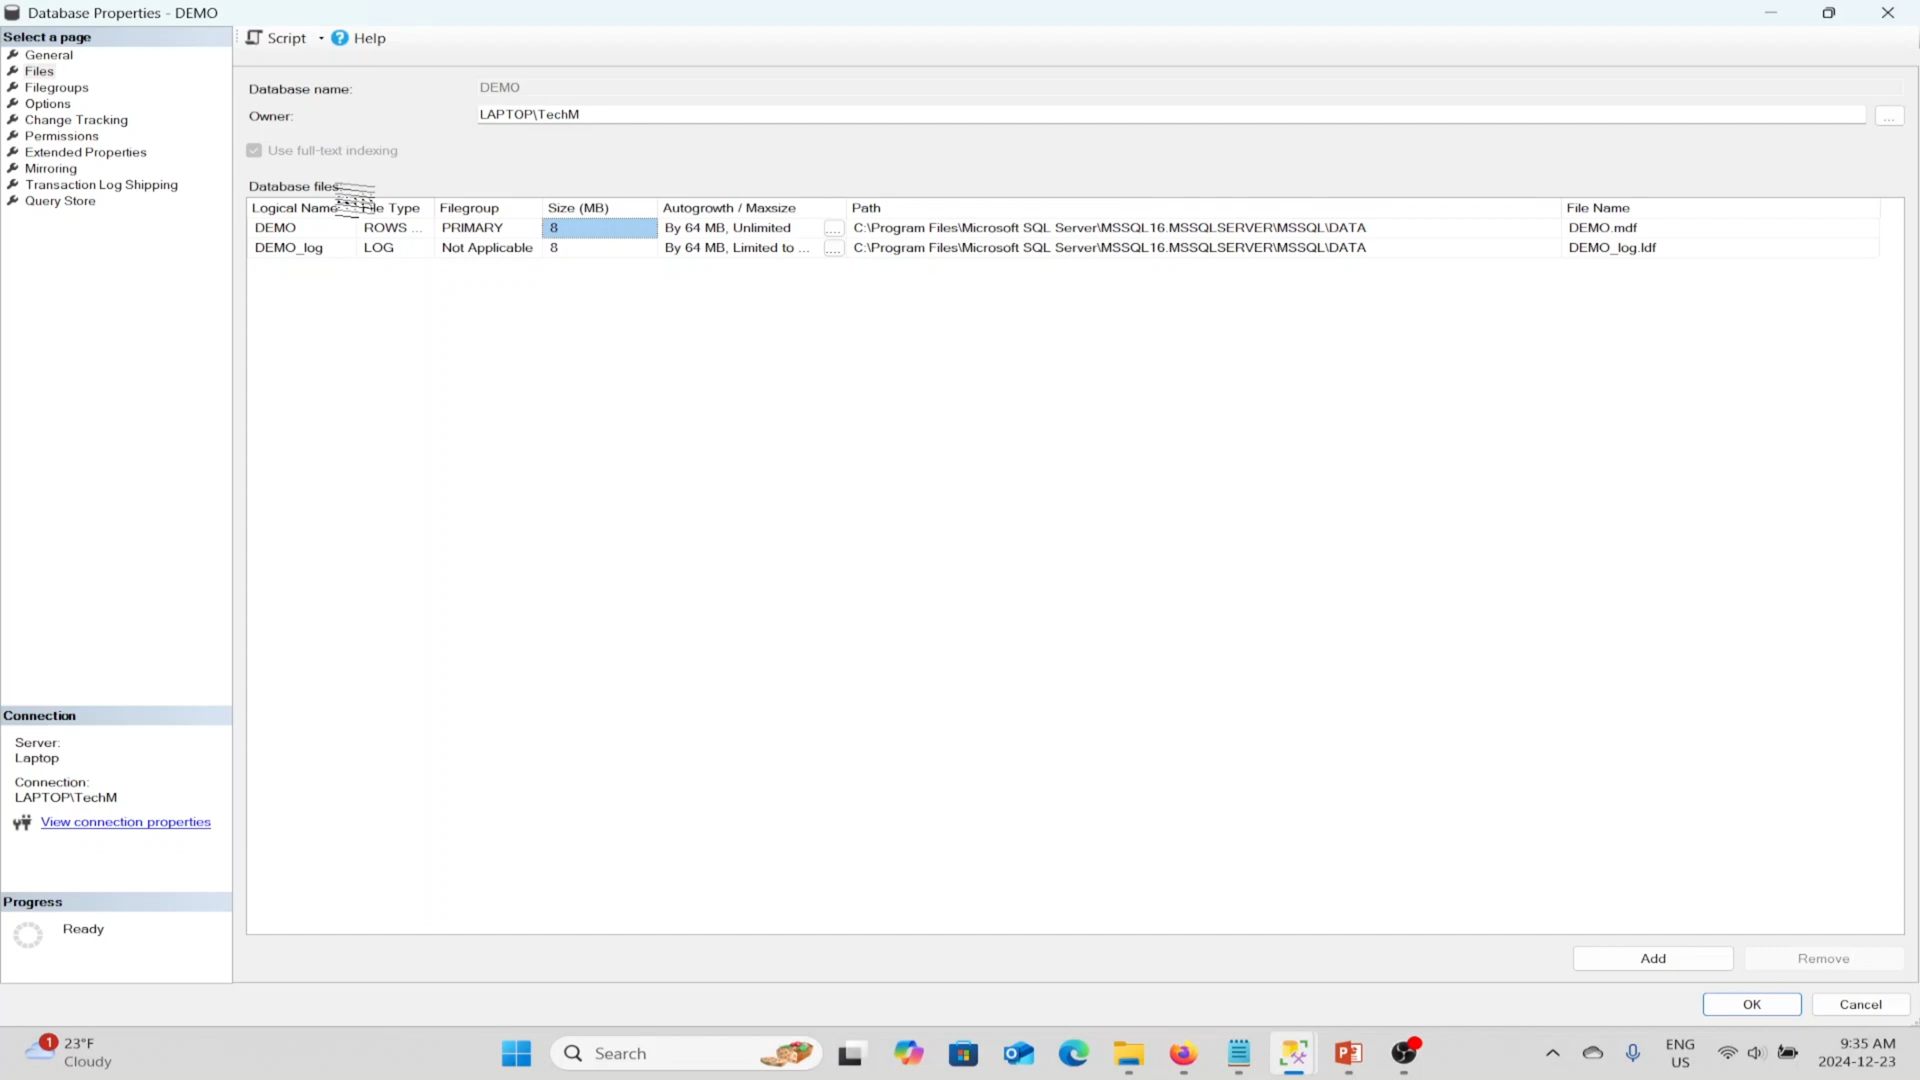 Database Properties - DEMO
Select a page
General
Files
Filegroups
Options
Change Tracking
Permissions
Extended Properties
Mirroring
Transaction Log Shipping
Query Store
Script
Help
Database name: DEMO
Owner: LAPTOP\TechM
...
Use full-text indexing
Database files:
Logical Name File Type Filegroup Size (MB) Autogrowth / Maxsize Path File Name
DEMO ROWS ... PRIMARY 8 By 64 MB, Unlimited ... C:\Program Files\Microsoft SQL Server\MSSQL16.MSSQLSERVER\MSSQL\DATA DEMO.mdf
DEMO_log LOG Not Applicable 8 By 64 MB, Limited to ... ... C:\Program Files\Microsoft SQL Server\MSSQL16.MSSQLSERVER\MSSQL\DATA DEMO_log.ldf
Connection
Server:
Laptop
Connection:
LAPTOP\TechM
View connection properties
Progress
Ready
Add Remove
OK Cancel
1
23°F
Cloudy
Search
ENG
US
9:35 AM
2024-12-23